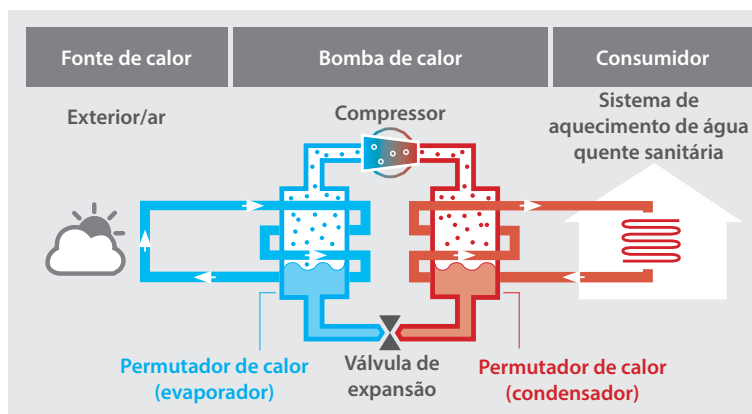 Fonte de calor
Bomba de calor
Consumidor
Exterior/ar
Compressor
Sistema de
aquecimento de água
quente sanitária
Permutador de calor
(evaporador)
Válvula de
expansão
Permutador de calor
(condensador)